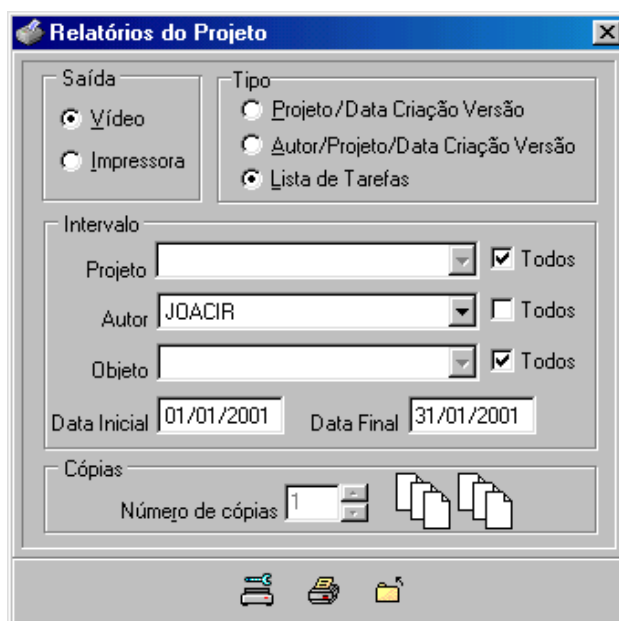 Relatórios do Projeto
Saída
Vídeo
Impressora
Tipo
Projeto/Data Criação Versão
Autor/Projeto/Data Criação Versão
Lista de Tarefas
Intervalo
Projeto Todos
Autor JOACIR Todos
Objeto Todos
Data Inicial 01/01/2001 Data Final 31/01/2001
Cópias
Número de cópias 1